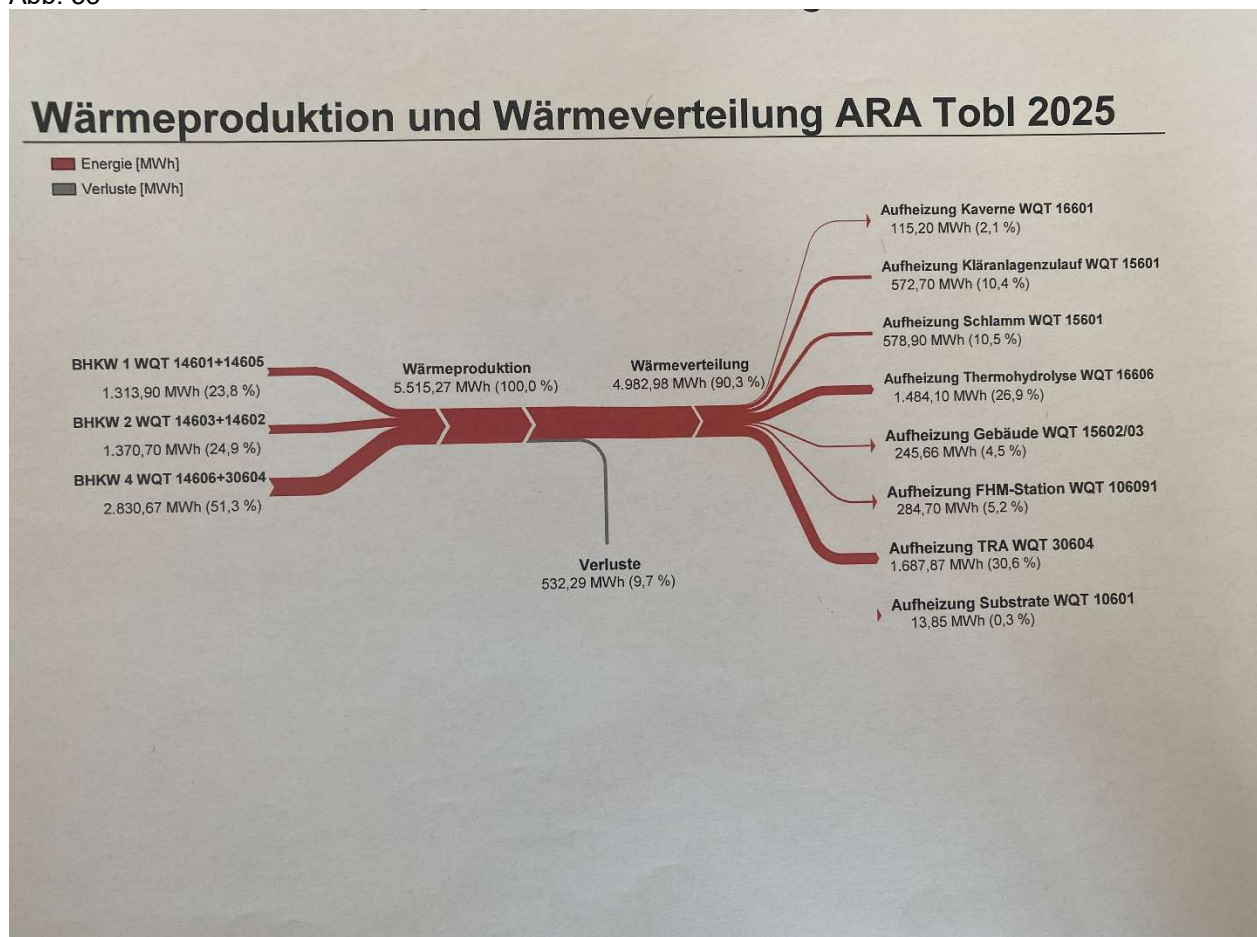 Wärmeproduktion und Wärmeverteilung ARA Tobl 2025
Energie [MWh]
Verluste [MWh]
BHKW 1 WQT 14601+14605
1.313,90 MWh (23,8 %)
BHKW 2 WQT 14603+14602
1.370,70 MWh (24,9 %)
BHKW 4 WQT 14606+30604
2.830,67 MWh (51,3 %)
Wärmeproduktion
5.515,27 MWh (100,0 %)
Verluste
532,29 MWh (9,7 %)
Wärmeverteilung
4.982,98 MWh (90,3 %)
Aufheizung Kaverne WQT 16601
115,20 MWh (2,1 %)
Aufheizung Kläranlagenzulauf WQT 15601
572,70 MWh (10,4 %)
Aufheizung Schlamm WQT 15601
578,90 MWh (10,5 %)
Aufheizung Thermohydrolyse WQT 16606
1.484,10 MWh (26,9 %)
Aufheizung Gebäude WQT 15602/03
245,66 MWh (4,5 %)
Aufheizung FHM-Station WQT 106091
284,70 MWh (5,2 %)
Aufheizung TRA WQT 30604
1.687,87 MWh (30,6 %)
Aufheizung Substrate WQT 10601
13,85 MWh (0,3 %)